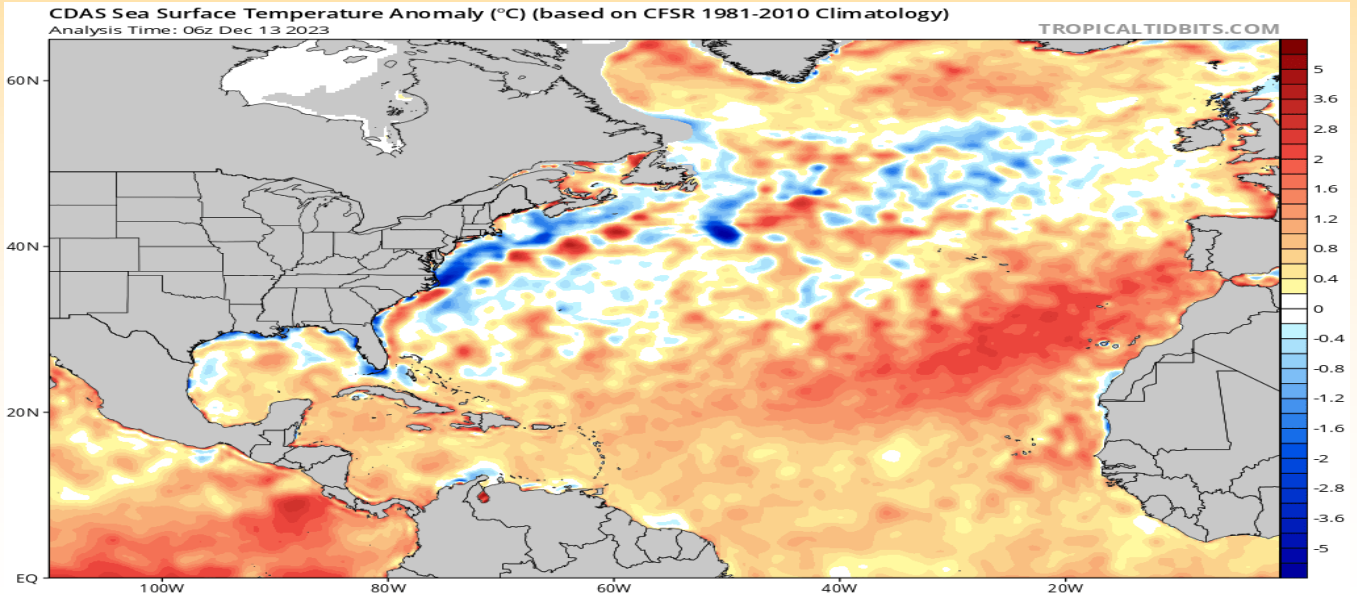 CDAS Sea Surface Temperature Anomaly (°C) (based on CFSR 1981-2010 Climatology)
Analysis Time: 06z Dec 13 2023
TROPICALTIDBITS.COM
60N
40N
20N
EQ
100W
80W
60W
40W
20W
5
3.6
2.8
2
1.6
1.2
0.8
0.4
0
-0.4
-0.8
-1.2
-1.6
-2
-2.8
-3.6
-5